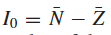 I₀ = N̄ − Z̄